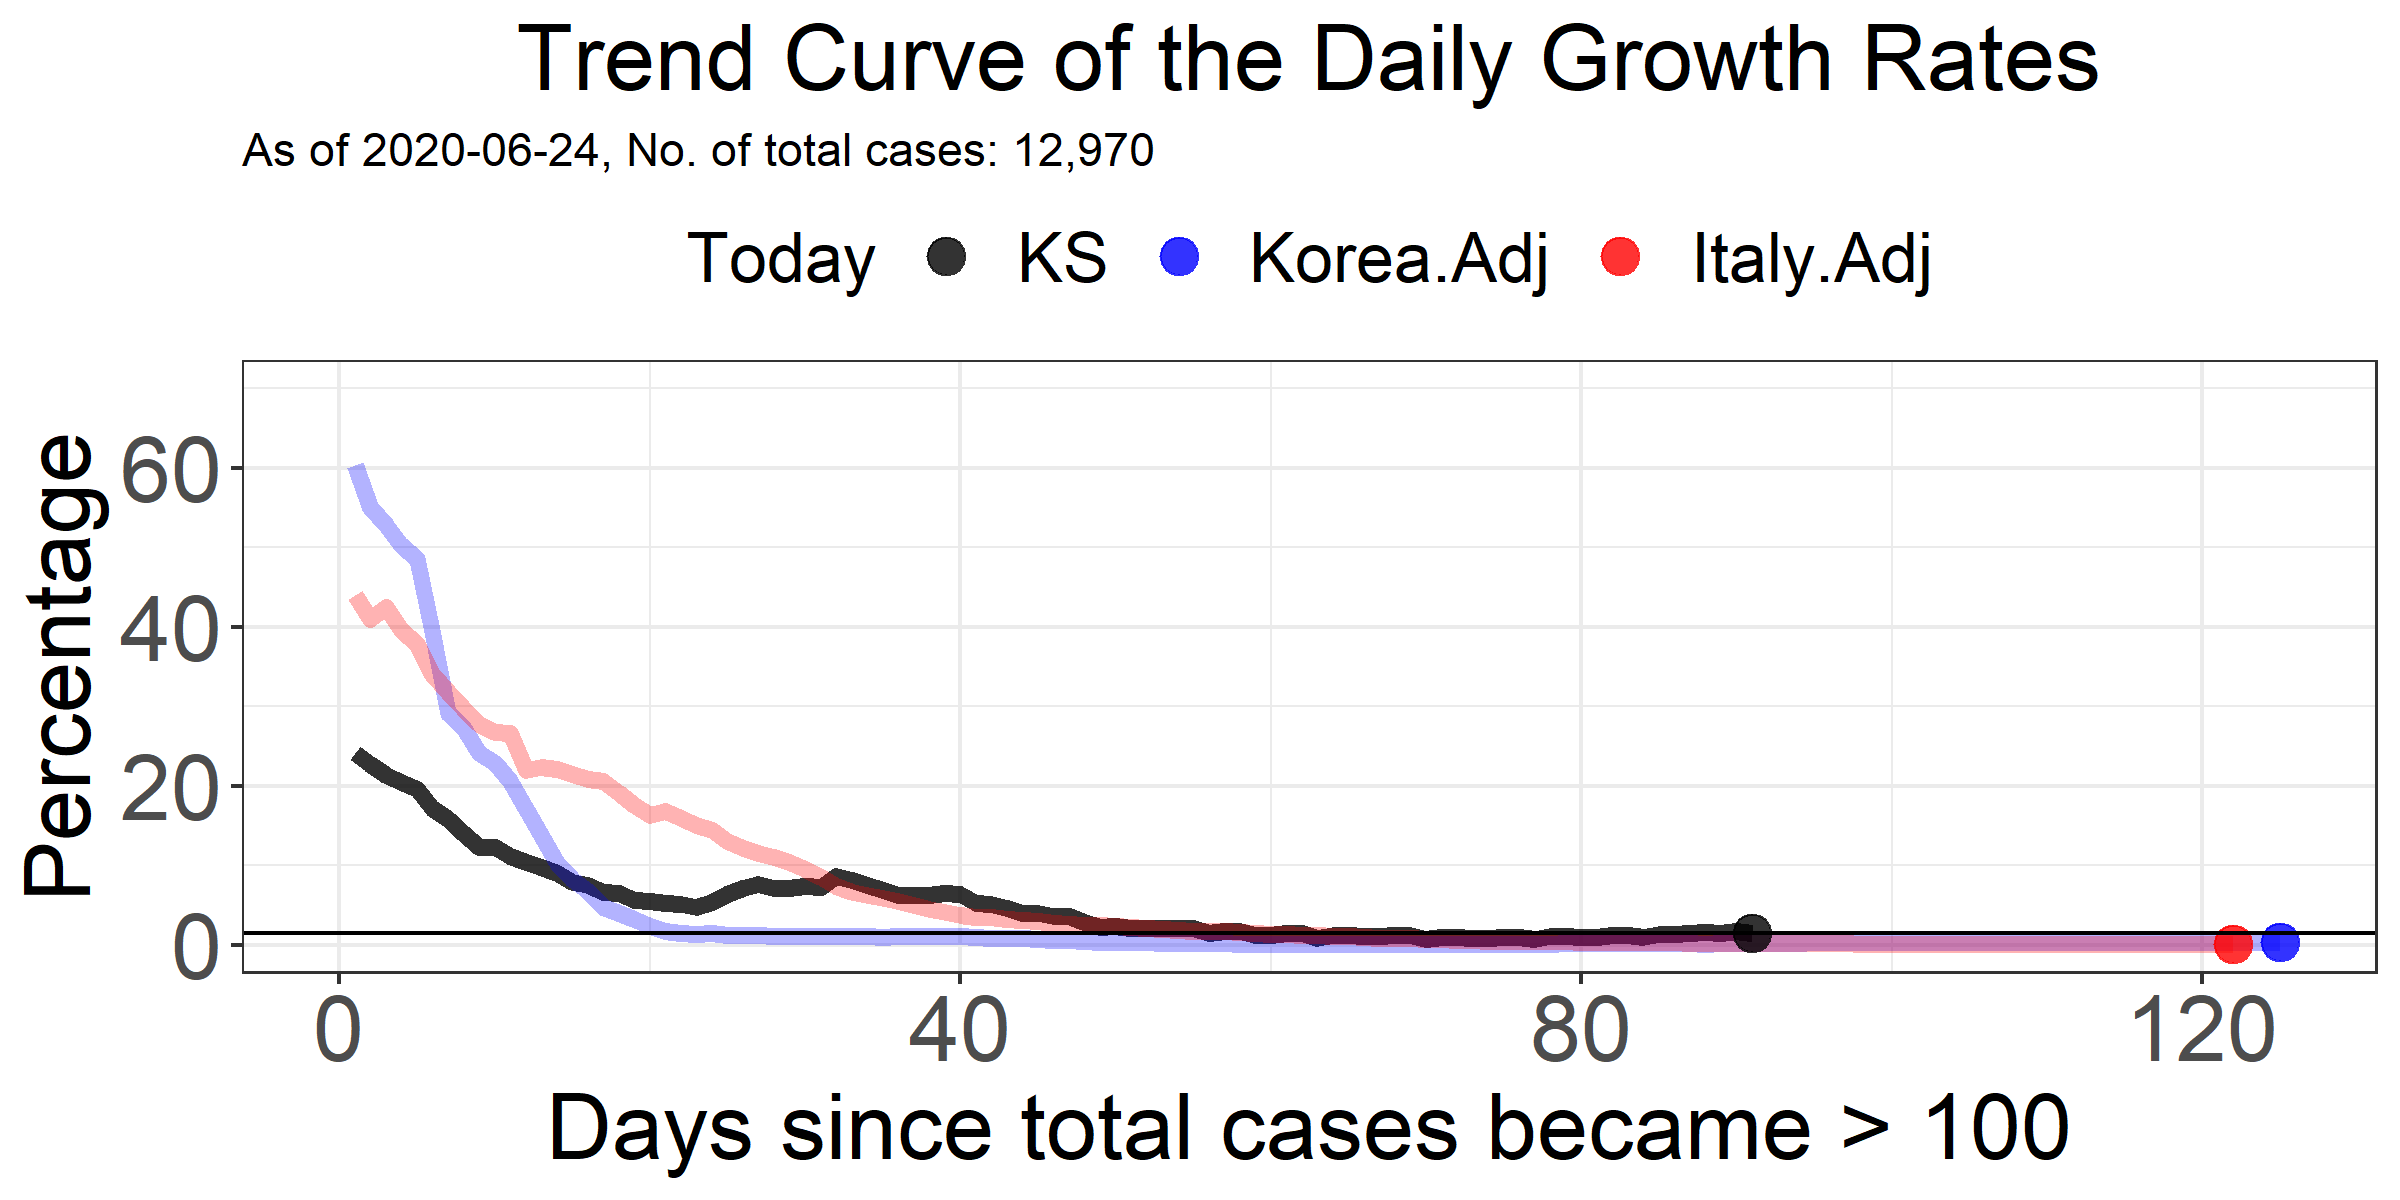 Trend Curve of the Daily Growth Rates
As of 2020-06-24, No. of total cases: 12,970
Today KS Korea.Adj Italy.Adj
Percentage
60
40
20
0
0 40 80 120
Days since total cases became > 100